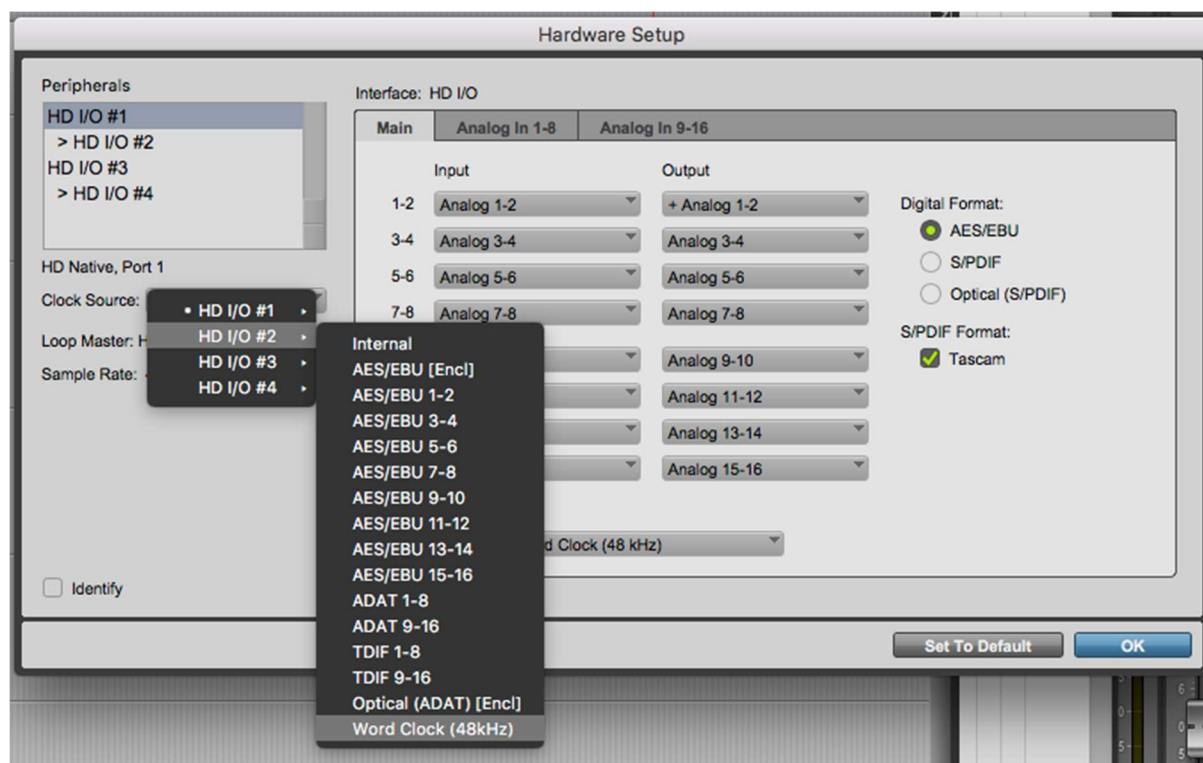 Hardware Setup
Peripherals
HD I/O #1
> HD I/O #2
HD I/O #3
> HD I/O #4
HD Native, Port 1
Clock Source:
Loop Master: H
Sample Rate:
Identify
• HD I/O #1
HD I/O #2
HD I/O #3
HD I/O #4
Internal
AES/EBU [Encl]
AES/EBU 1-2
AES/EBU 3-4
AES/EBU 5-6
AES/EBU 7-8
AES/EBU 9-10
AES/EBU 11-12
AES/EBU 13-14
AES/EBU 15-16
ADAT 1-8
ADAT 9-16
TDIF 1-8
TDIF 9-16
Optical (ADAT) [Encl]
Word Clock (48kHz)
Interface: HD I/O
Main Analog In 1-8 Analog In 9-16
Input Output
1-2 Analog 1-2 + Analog 1-2
3-4 Analog 3-4 Analog 3-4
5-6 Analog 5-6 Analog 5-6
7-8 Analog 7-8 Analog 7-8
Analog 9-10
Analog 11-12
Analog 13-14
Analog 15-16
d Clock (48 kHz)
Digital Format:
AES/EBU
S/PDIF
Optical (S/PDIF)
S/PDIF Format:
Tascam
Set To Default OK